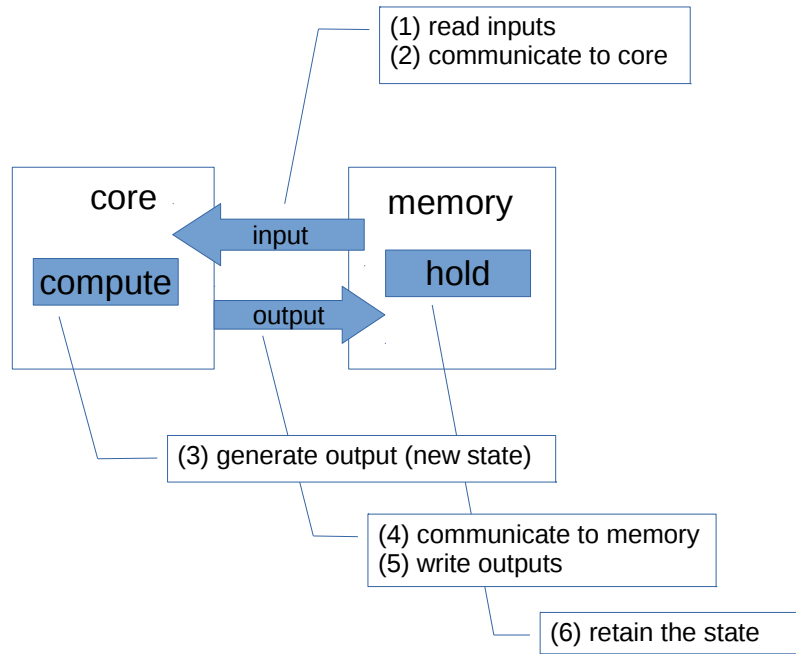 (1) read inputs
(2) communicate to core
core
memory
input
compute
hold
output
(3) generate output (new state)
(4) communicate to memory
(5) write outputs
(6) retain the state